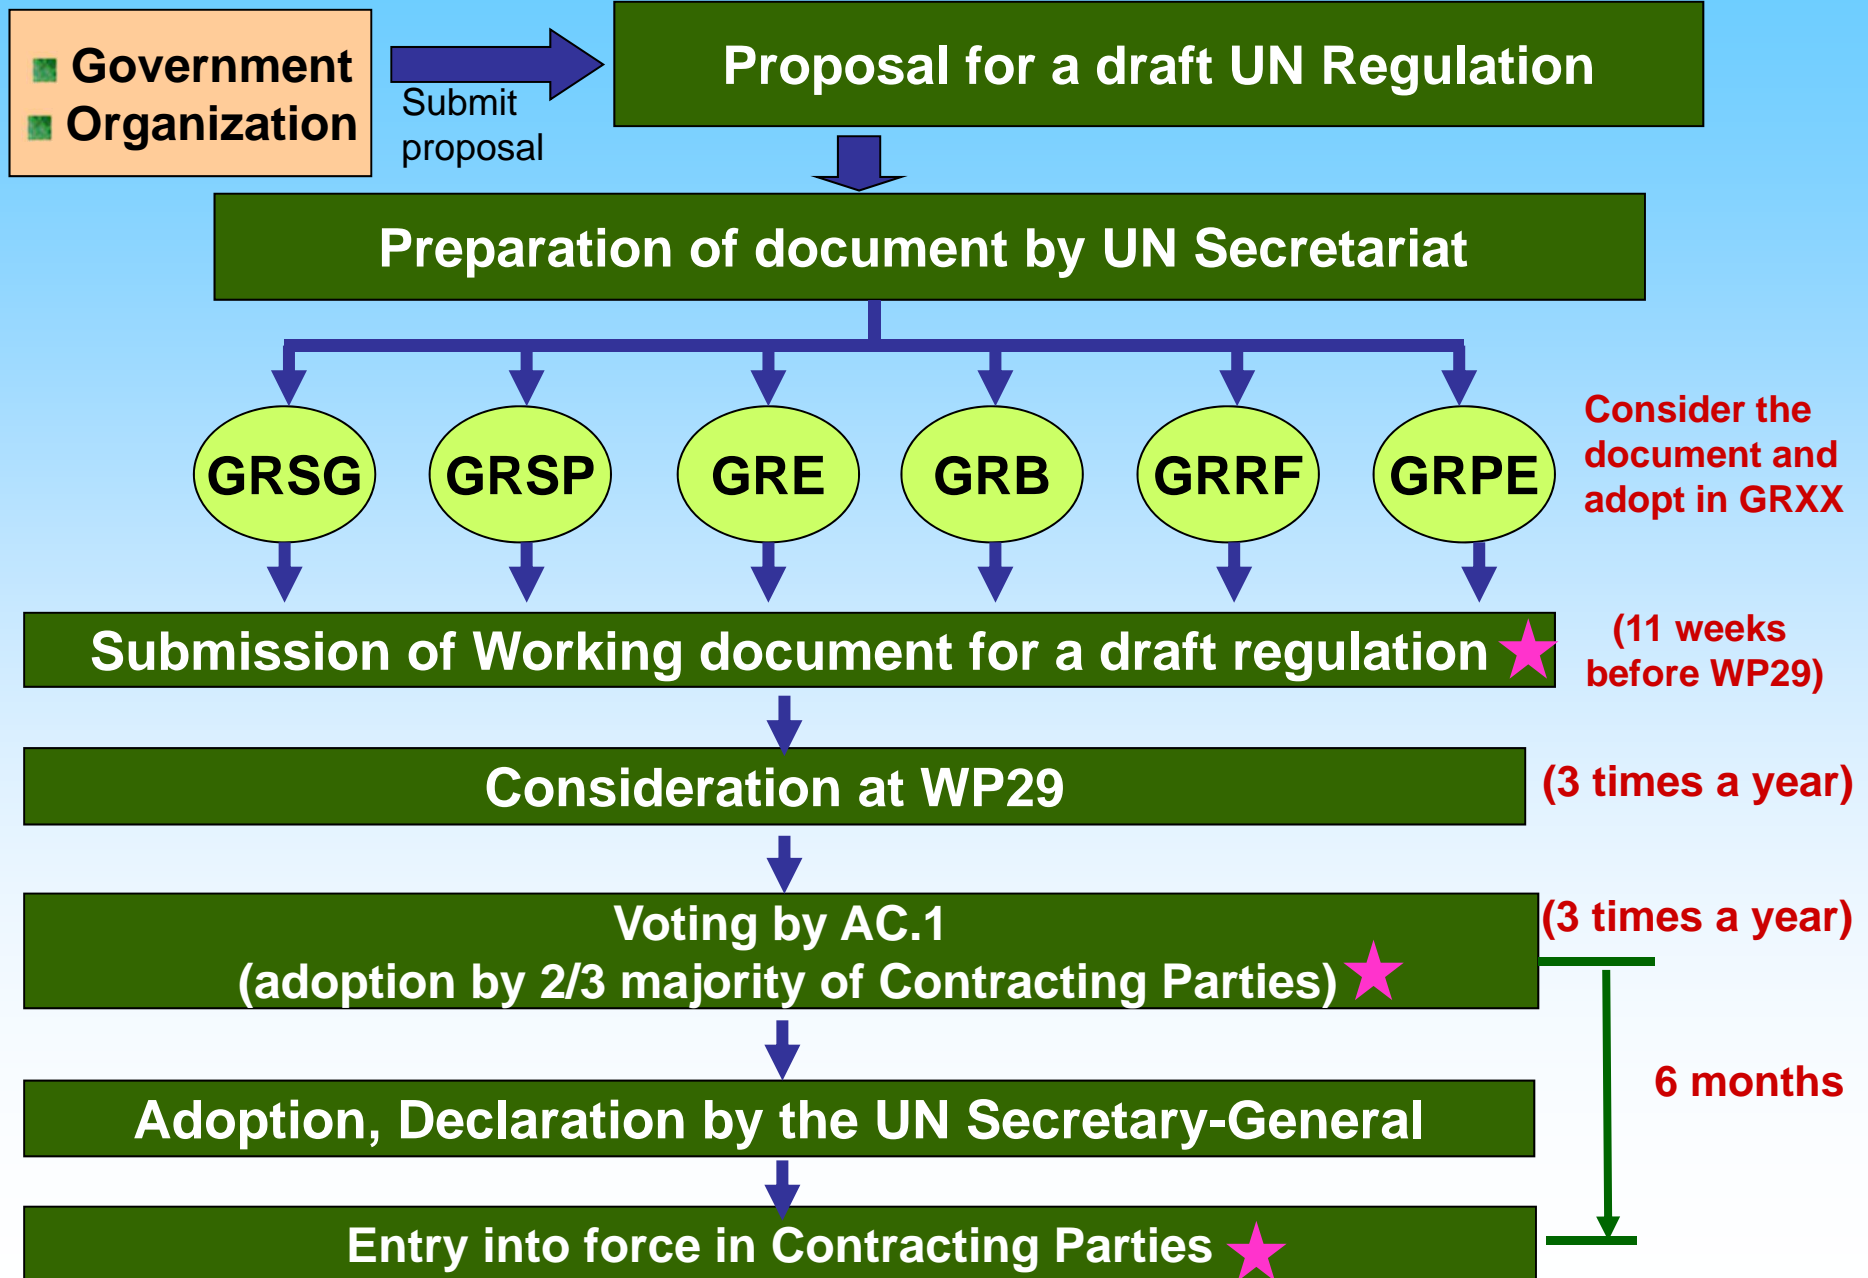 Government
Organization
Submit
proposal
Proposal for a draft UN Regulation
Preparation of document by UN Secretariat
GRSG
GRSP
GRE
GRB
GRRF
GRPE
Consider the
document and
adopt in GRXX
Submission of Working document for a draft regulation
(11 weeks
before WP29)
Consideration at WP29
(3 times a year)
Voting by AC.1
(adoption by 2/3 majority of Contracting Parties)
(3 times a year)
6 months
Adoption, Declaration by the UN Secretary-General
Entry into force in Contracting Parties